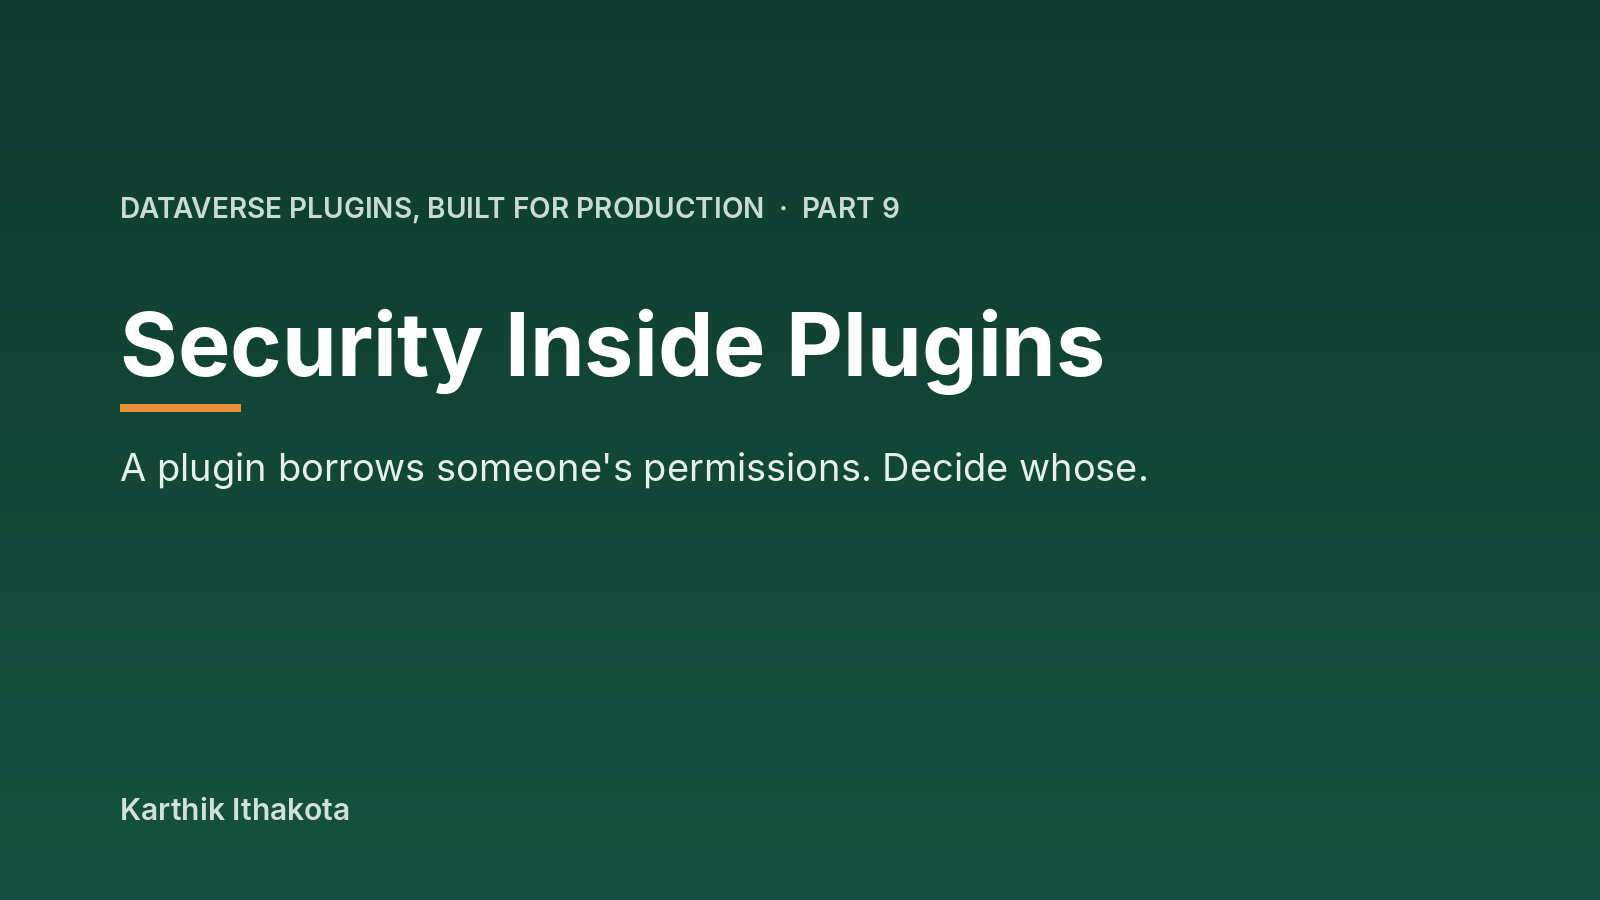 DATAVERSE PLUGINS, BUILT FOR PRODUCTION · PART 9
Security Inside Plugins
A plugin borrows someone's permissions. Decide whose.
Karthik Ithakota